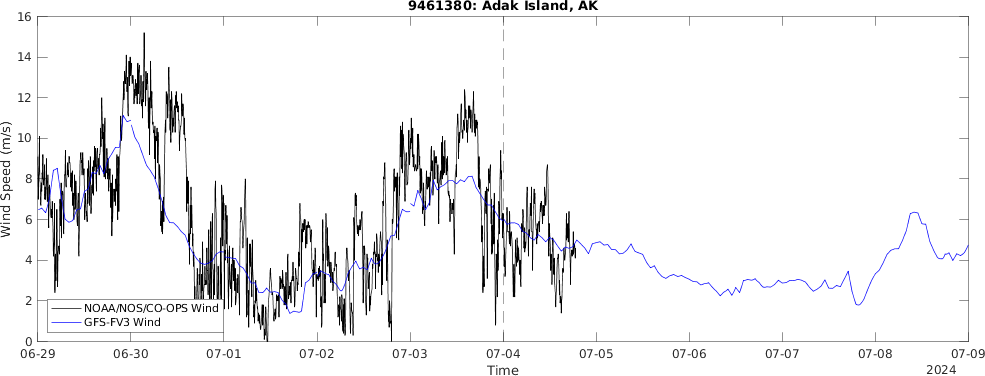 9461380: Adak Island, AK
16
14
12
10
8
6
4
2
0
Wind Speed (m/s)
NOAA/NOS/CO-OPS Wind
GFS-FV3 Wind
06-29 06-30 07-01 07-02 07-03 07-04 07-05 07-06 07-07 07-08 07-09
Time
2024